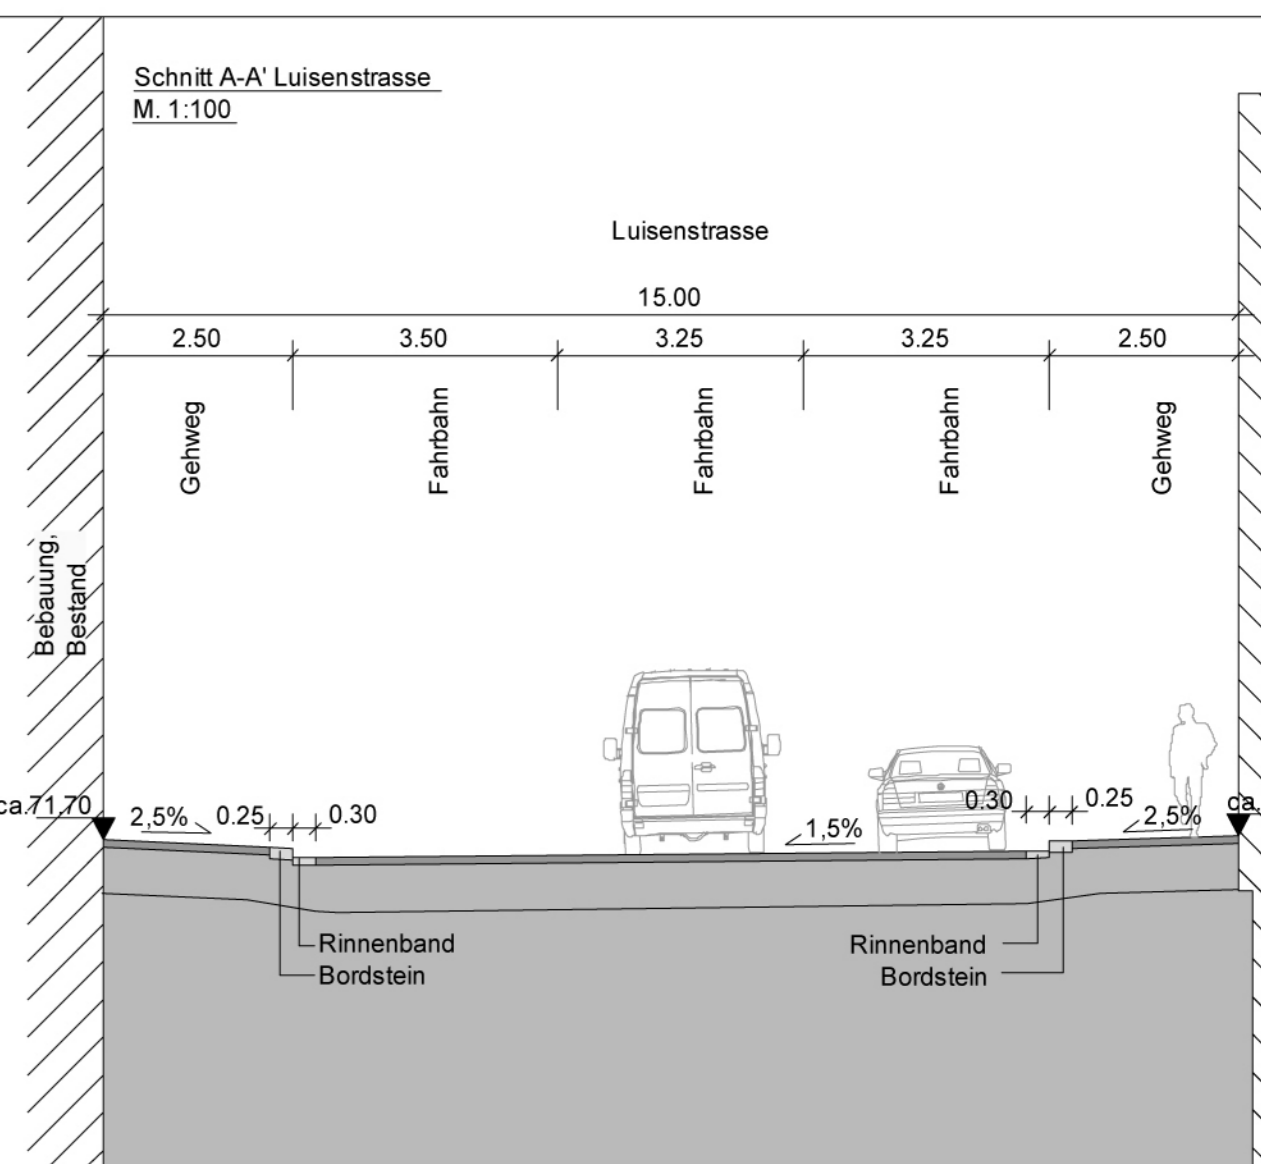 Schnitt A-A' Luisenstrasse
M. 1:100
Luisenstrasse
15.00
2.50 3.50 3.25 3.25 2.50
Gehweg Fahrbahn Fahrbahn Fahrbahn Gehweg
Bebauung,
Bestand
ca. 71,70 2,5% 0.25 0.30 1,5% 0.30 0.25 2,5% ca.
Rinnenband Rinnenband
Bordstein Bordstein